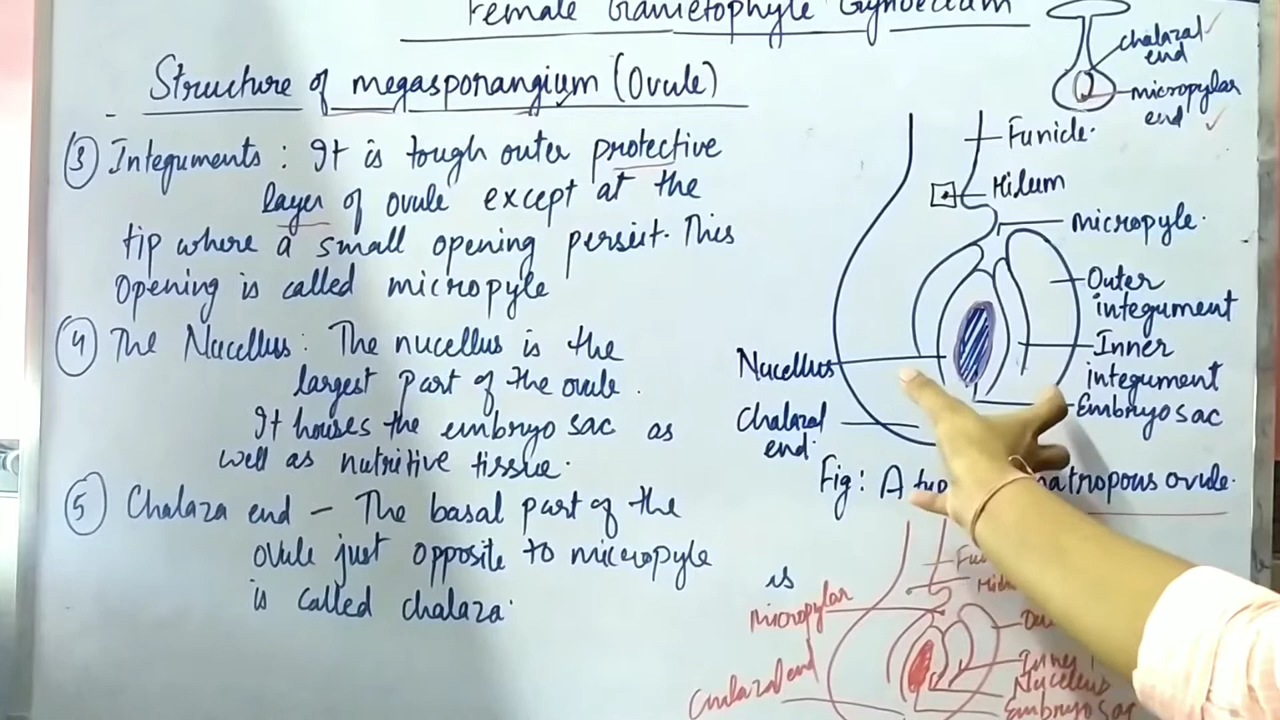 Female Gametophyte Gynoecium
Structure of megasporangium (Ovule)
③ Integuments : It is tough outer protective
layer of ovule except at the
tip where a small opening persist. This
Opening is called micropyle
④ The Nucellus : The nucellus is the
largest part of the ovule.
It houses the embryo sac as
well as nutritive tissue.
⑤ Chalaza end – The basal part of the
ovule just opposite to micropyle
is called chalaza.
is
chalazal
end
micropylar
end
Funicle.
Hilum
micropyle.
Outer
integument
Inner
integument
Embryo sac
Nucellus
Chalazal
end.
Fig: A
ovule.
Micropylar
Chalazal end
Inner
Nucellus
Embryo sac